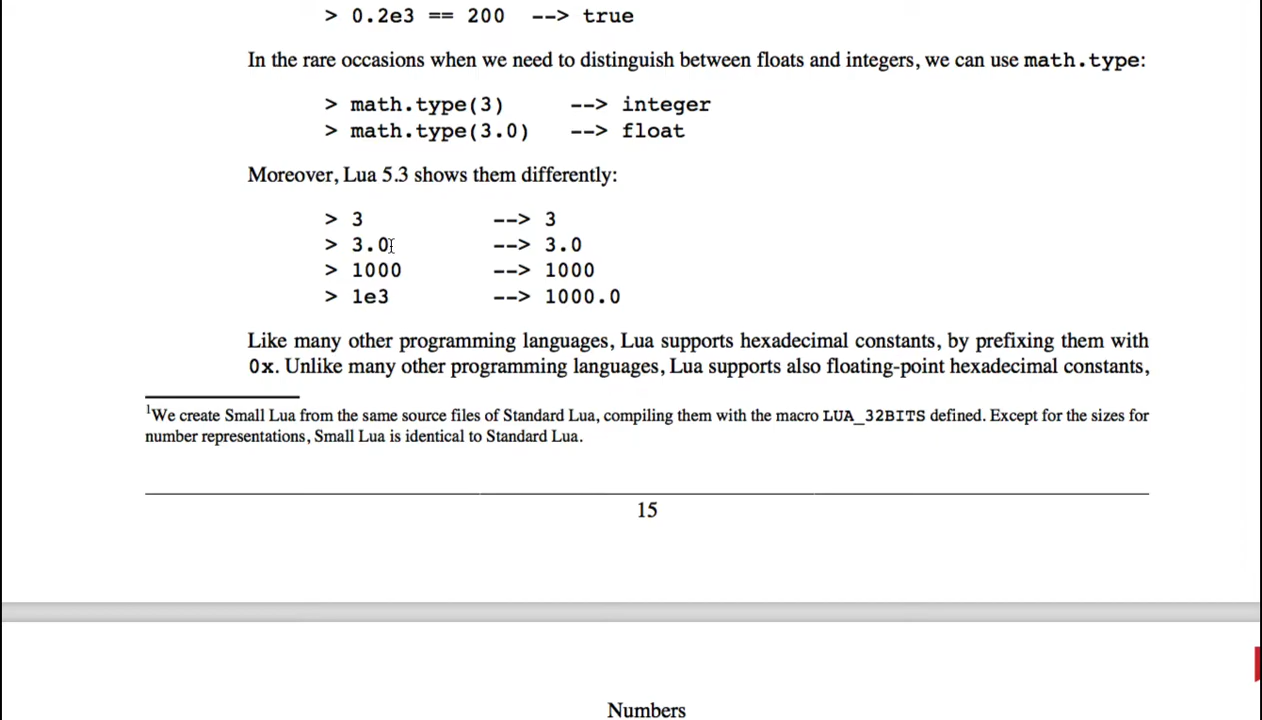 > 0.2e3 == 200 --> true
In the rare occasions when we need to distinguish between floats and integers, we can use math.type:
> math.type(3) --> integer
> math.type(3.0) --> float
Moreover, Lua 5.3 shows them differently:
> 3 --> 3
> 3.0 --> 3.0
> 1000 --> 1000
> 1e3 --> 1000.0
Like many other programming languages, Lua supports hexadecimal constants, by prefixing them with
0x. Unlike many other programming languages, Lua supports also floating-point hexadecimal constants,
1We create Small Lua from the same source files of Standard Lua, compiling them with the macro LUA_32BITS defined. Except for the sizes for
number representations, Small Lua is identical to Standard Lua.
15
Numbers